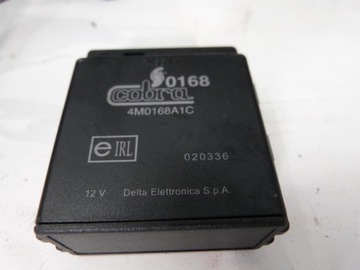 0168
cobra
4M0168A1C
e IRL
020336
12 V Delta Elettronica S.p.A.